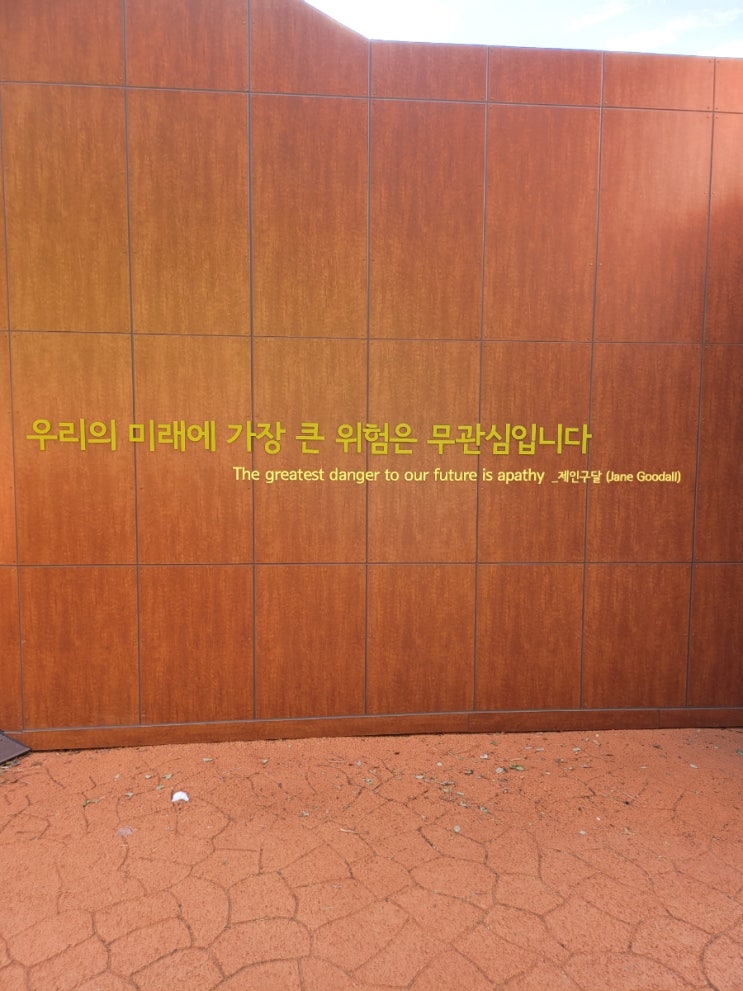 우리의 미래에 가장 큰 위험은 무관심입니다
The greatest danger to our future is apathy _제인구달 (Jane Goodall)